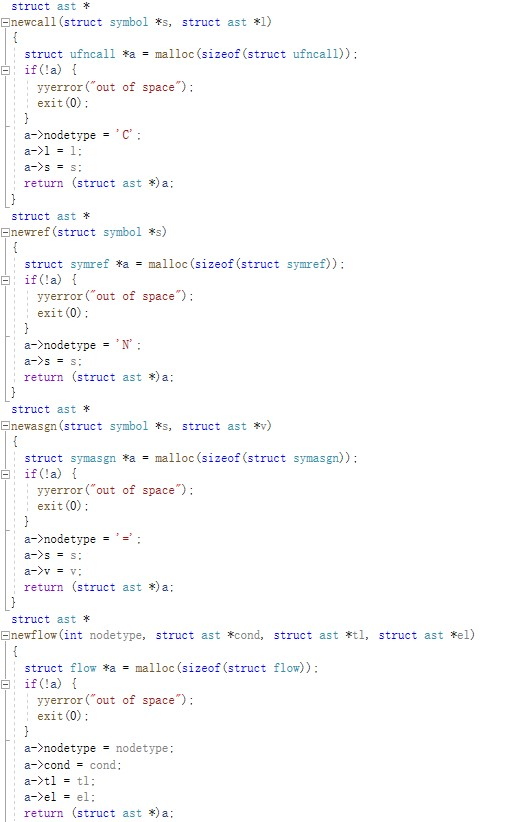 struct ast *
newcall(struct symbol *s, struct ast *l)
{
struct ufncall *a = malloc(sizeof(struct ufncall));
if(!a) {
yyerror("out of space");
exit(0);
}
a->nodetype = 'C';
a->l = l;
a->s = s;
return (struct ast *)a;
}
struct ast *
newref(struct symbol *s)
{
struct symref *a = malloc(sizeof(struct symref));
if(!a) {
yyerror("out of space");
exit(0);
}
a->nodetype = 'N';
a->s = s;
return (struct ast *)a;
}
struct ast *
newasgn(struct symbol *s, struct ast *v)
{
struct symasgn *a = malloc(sizeof(struct symasgn));
if(!a) {
yyerror("out of space");
exit(0);
}
a->nodetype = '=';
a->s = s;
a->v = v;
return (struct ast *)a;
}
struct ast *
newflow(int nodetype, struct ast *cond, struct ast *tl, struct ast *el)
{
struct flow *a = malloc(sizeof(struct flow));
if(!a) {
yyerror("out of space");
exit(0);
}
a->nodetype = nodetype;
a->cond = cond;
a->tl = tl;
a->el = el;
return (struct ast *)a;